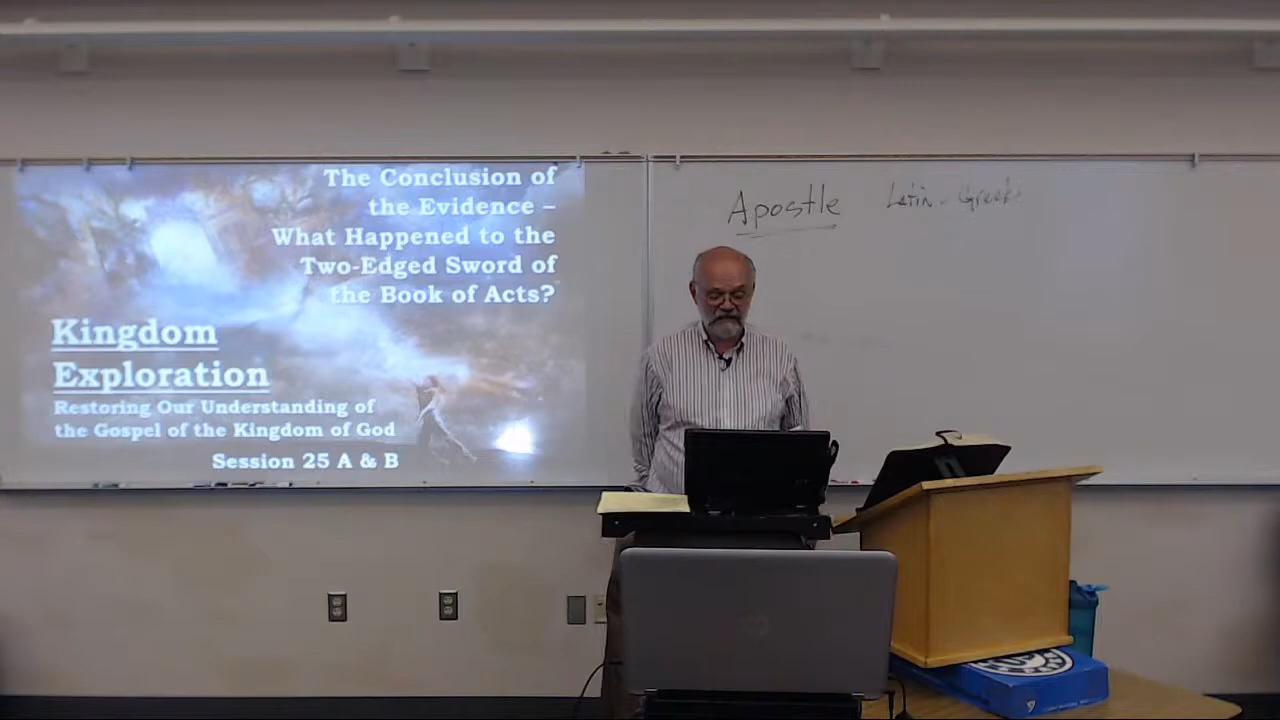 The Conclusion of
the Evidence –
What Happened to the
Two-Edged Sword of
the Book of Acts?
Kingdom
Exploration
Restoring Our Understanding of
the Gospel of the Kingdom of God
Session 25 A & B
Apostle
Latin - Greek